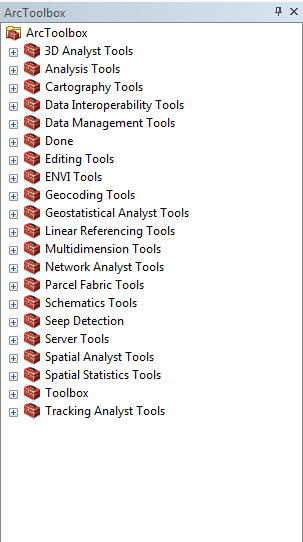 ArcToolbox
ArcToolbox
3D Analyst Tools
Analysis Tools
Cartography Tools
Data Interoperability Tools
Data Management Tools
Done
Editing Tools
ENVI Tools
Geocoding Tools
Geostatistical Analyst Tools
Linear Referencing Tools
Multidimension Tools
Network Analyst Tools
Parcel Fabric Tools
Schematics Tools
Seep Detection
Server Tools
Spatial Analyst Tools
Spatial Statistics Tools
Toolbox
Tracking Analyst Tools